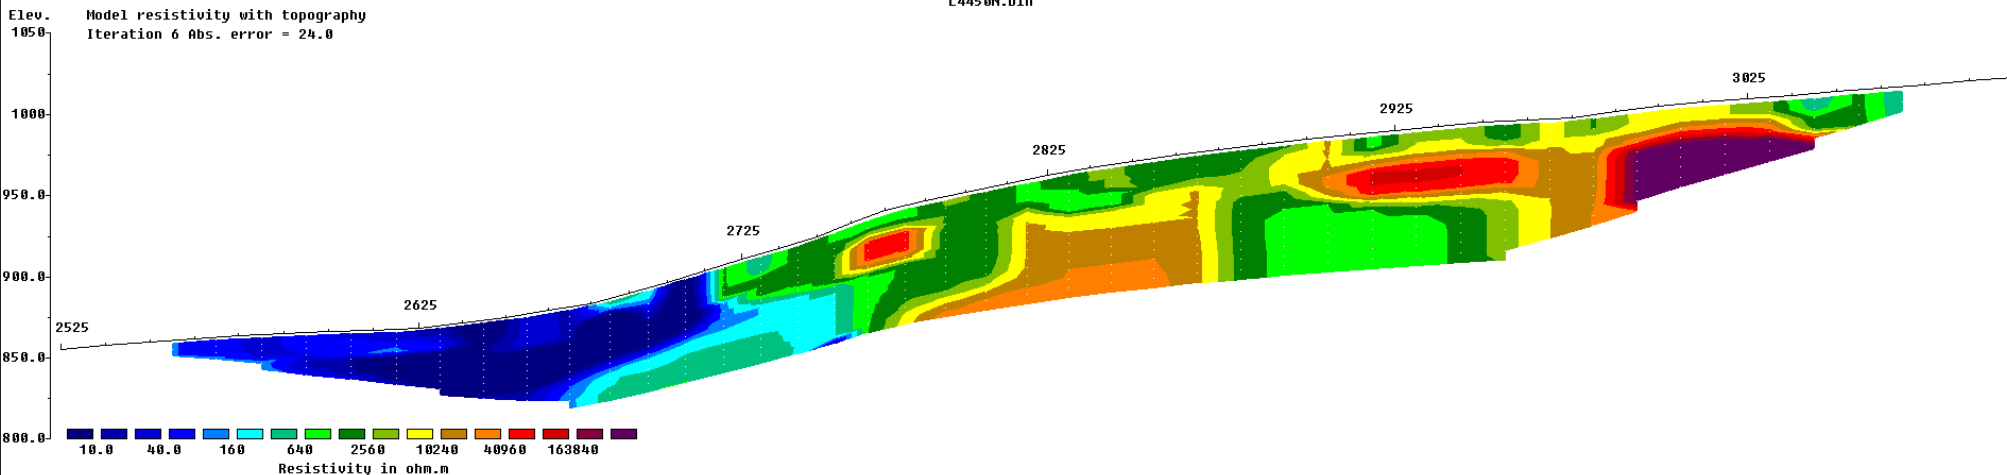 L4450N.BIN
Elev. Model resistivity with topography
Iteration 6 Abs. error = 24.0
1050
3025
1000
2925
2825
950.0
2725
900.0
2625
2525
850.0
800.0
10.0 40.0 160 640 2560 10240 40960 163840
Resistivity in ohm.m